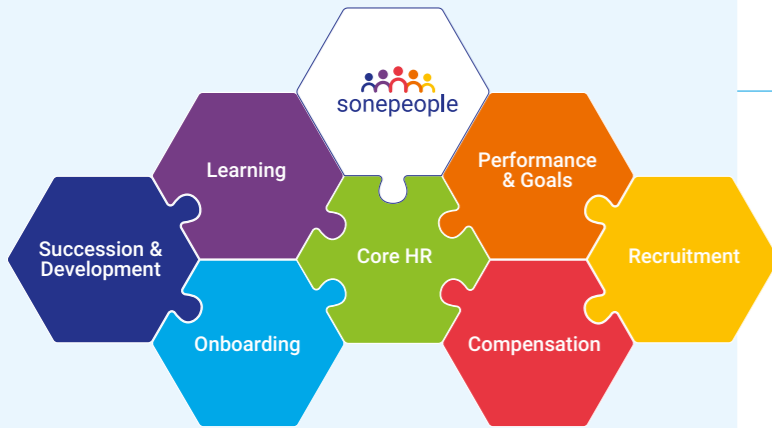 sonepeople
Learning
Performance
& Goals
Succession &
Development
Core HR
Recruitment
Onboarding
Compensation